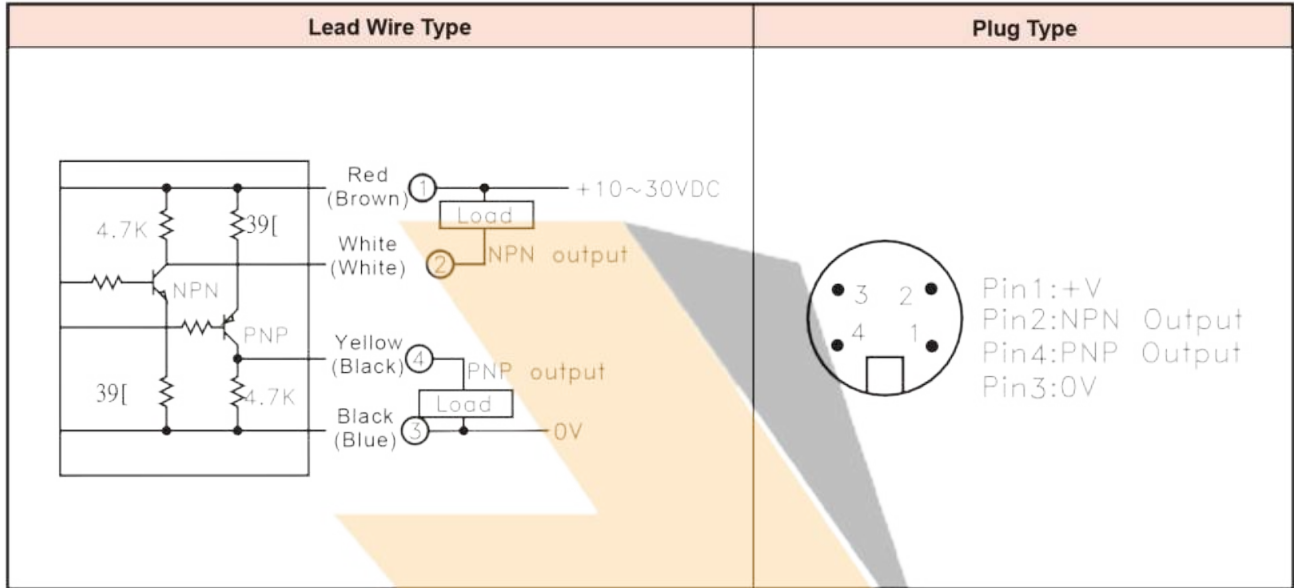 Lead Wire Type
Plug Type
Red
(Brown)
1
+10~30VDC
4.7K
39[
Load
White
(White)
2
NPN output
NPN
PNP
Yellow
(Black)
4
PNP output
39[
4.7K
Load
Black
(Blue)
3
0V
3 2
4 1
Pin1:+V
Pin2:NPN Output
Pin4:PNP Output
Pin3:0V